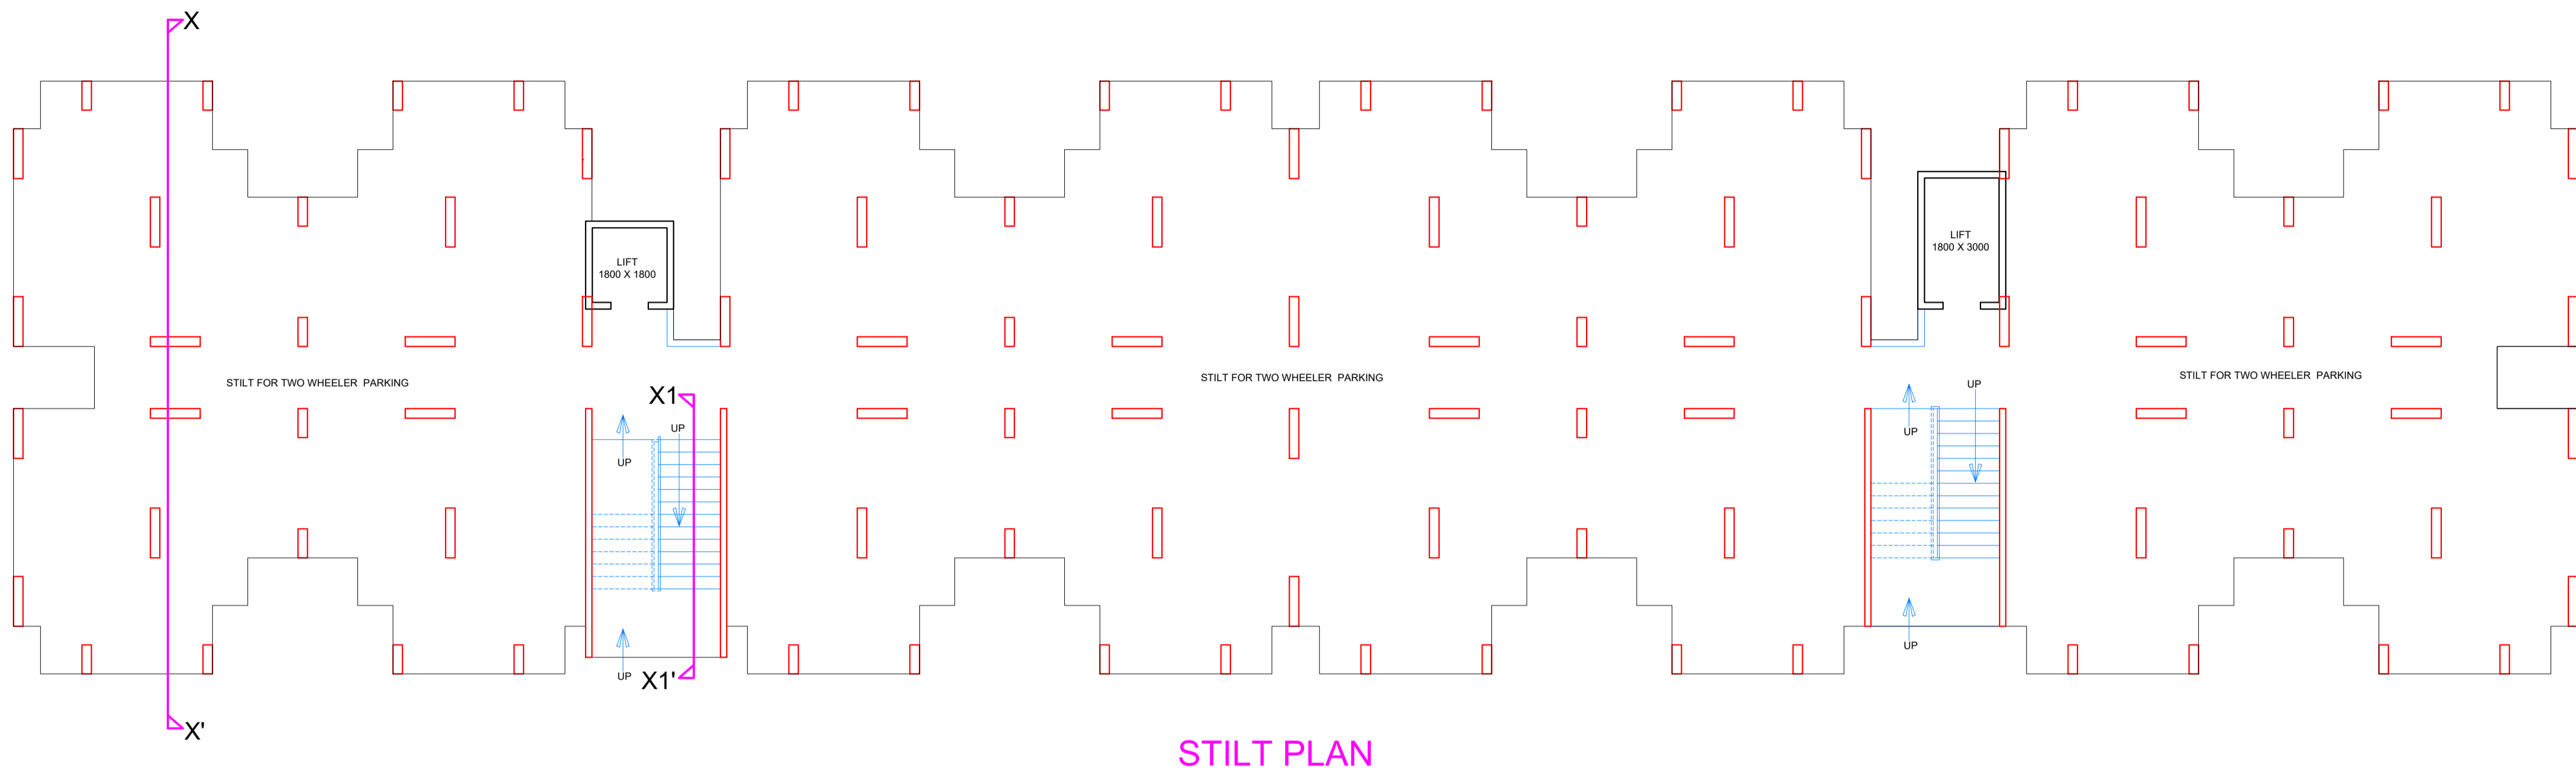 X
LIFT
1800 X 1800
LIFT
1800 X 3000
STILT FOR TWO WHEELER PARKING
STILT FOR TWO WHEELER PARKING
STILT FOR TWO WHEELER PARKING
X1
UP
UP
UP
UP
UP
UP
X1'
X'
STILT PLAN